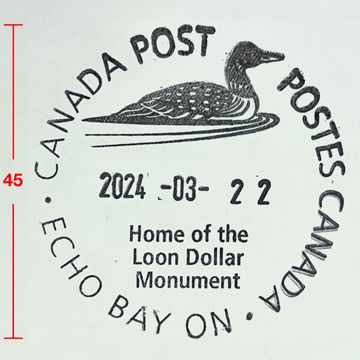 CANADA POST
POSTES CANADA
45
2024 -03- 22
Home of the
Loon Dollar
Monument
• ECHO BAY ON •